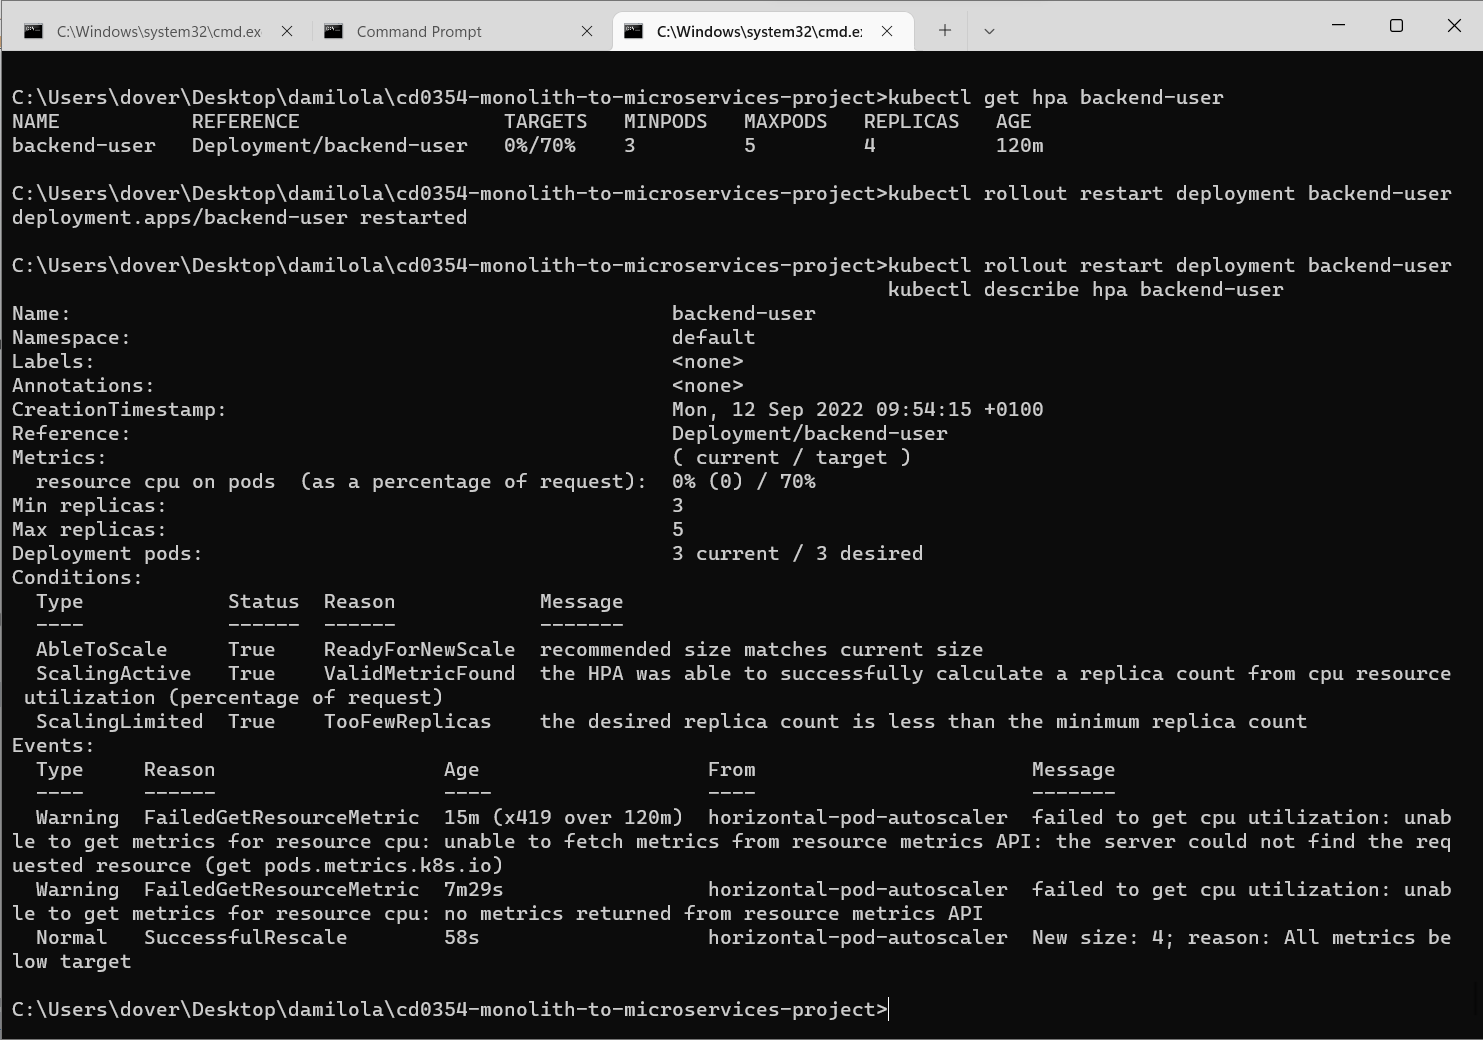 C:\Windows\system32\cmd.ex
Command Prompt
C:\Windows\system32\cmd.e
C:\Users\dover\Desktop\damilola\cd0354-monolith-to-microservices-project>kubectl get hpa backend-user
NAME           REFERENCE                 TARGETS   MINPODS   MAXPODS   REPLICAS   AGE
backend-user   Deployment/backend-user   0%/70%    3         5         4          120m
C:\Users\dover\Desktop\damilola\cd0354-monolith-to-microservices-project>kubectl rollout restart deployment backend-user
deployment.apps/backend-user restarted
C:\Users\dover\Desktop\damilola\cd0354-monolith-to-microservices-project>kubectl rollout restart deployment backend-user
kubectl describe hpa backend-user
Name:                                                  backend-user
Namespace:                                             default
Labels:                                                <none>
Annotations:                                           <none>
CreationTimestamp:                                     Mon, 12 Sep 2022 09:54:15 +0100
Reference:                                             Deployment/backend-user
Metrics:                                               ( current / target )
  resource cpu on pods  (as a percentage of request):  0% (0) / 70%
Min replicas:                                          3
Max replicas:                                          5
Deployment pods:                                       3 current / 3 desired
Conditions:
  Type            Status  Reason            Message
  ----            ------  ------            -------
  AbleToScale     True    ReadyForNewScale  recommended size matches current size
  ScalingActive   True    ValidMetricFound  the HPA was able to successfully calculate a replica count from cpu resource
 utilization (percentage of request)
  ScalingLimited  True    TooFewReplicas    the desired replica count is less than the minimum replica count
Events:
  Type     Reason                   Age                   From                       Message
  ----     ------                   ----                  ----                       -------
  Warning  FailedGetResourceMetric  15m (x419 over 120m)  horizontal-pod-autoscaler  failed to get cpu utilization: unab
le to get metrics for resource cpu: unable to fetch metrics from resource metrics API: the server could not find the req
uested resource (get pods.metrics.k8s.io)
  Warning  FailedGetResourceMetric  7m29s                 horizontal-pod-autoscaler  failed to get cpu utilization: unab
le to get metrics for resource cpu: no metrics returned from resource metrics API
  Normal   SuccessfulRescale        58s                   horizontal-pod-autoscaler  New size: 4; reason: All metrics be
low target
C:\Users\dover\Desktop\damilola\cd0354-monolith-to-microservices-project>